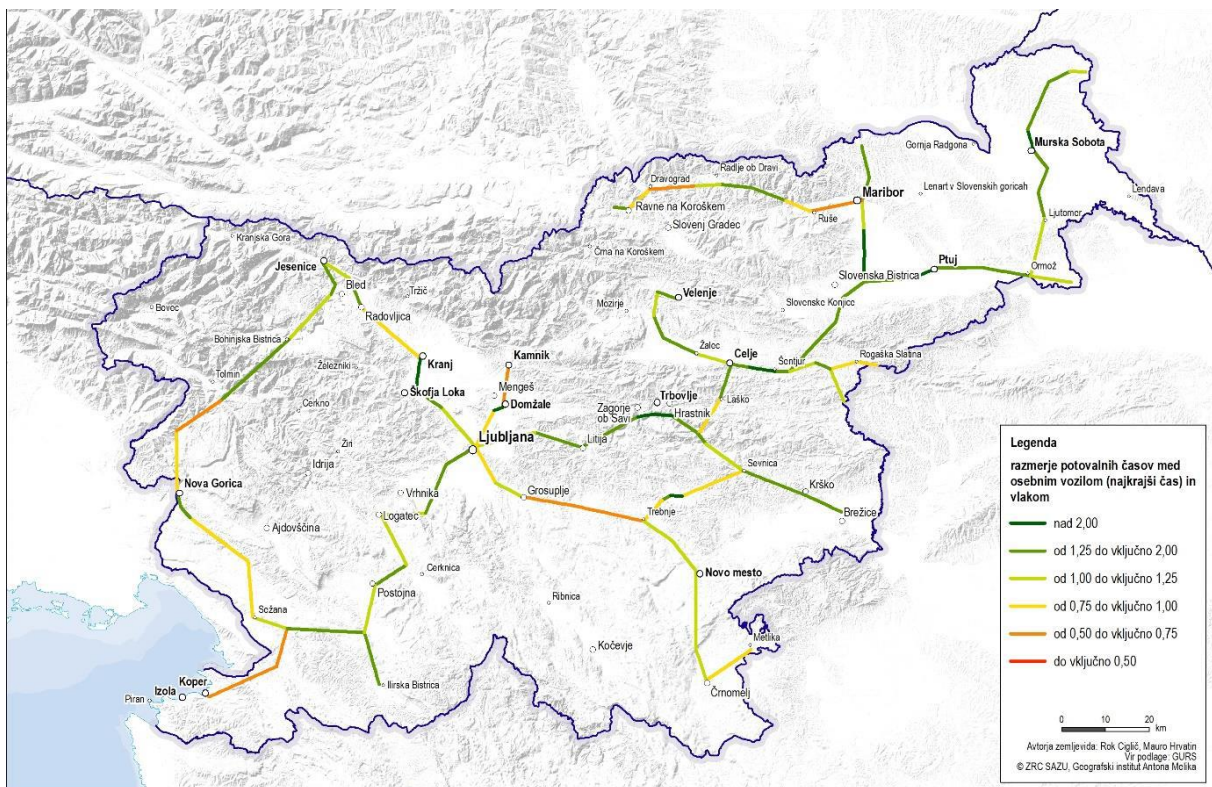 Gornja Radgona
Murska Sobota
Radlje ob Dravi
Dravograd
Maribor
Lenart v Slovenskih goricah
Lendava
Ravne na Koroškem
Ruše
Ljutomer
Slovenj Gradec
Kranjska Gora
Črna na Koroškem
Jesenice
Ptuj
Ormož
Slovenska Bistrica
Bled
Tržič
Velenje
Bovec
Radovljica
Mozirje
Slovenske Konjice
Bohinjska Bistrica
Žalec
Celje
Šentjur
Rogaška Slatina
Kranj
Kamnik
Železniki
Tolmin
Škofja Loka
Mengeš
Domžale
Trbovlje
Laško
Cerkno
Zagorje
ob Savi
Hrastnik
Ljubljana
Litija
Žiri
Idrija
Sevnica
Nova Gorica
Vrhnika
Grosuplje
Krško
Logatec
Trebnje
Brežice
Ajdovščina
Cerknica
Novo mesto
Postojna
Ribnica
Sežana
Metlika
Kočevje
Ilirska Bistrica
Črnomelj
Koper
Izola
Piran
Legenda
razmerje potovalnih časov med
osebnim vozilom (najkrajši čas) in
vlakom
nad 2,00
od 1,25 do vključno 2,00
od 1,00 do vključno 1,25
od 0,75 do vključno 1,00
od 0,50 do vključno 0,75
do vključno 0,50
0 10 20
km
Avtorja zemljevida: Rok Ciglič, Mauro Hrvatin
Vir podlage: GURS
© ZRC SAZU, Geografski inštitut Antona Melika